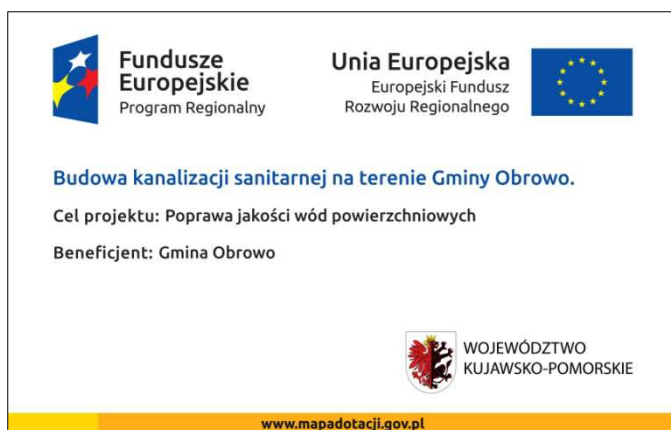 Fundusze
Europejskie
Program Regionalny
Unia Europejska
Europejski Fundusz
Rozwoju Regionalnego
Budowa kanalizacji sanitarnej na terenie Gminy Obrowo.
Cel projektu: Poprawa jakości wód powierzchniowych
Beneficjent: Gmina Obrowo
WOJEWÓDZTWO
KUJAWSKO-POMORSKIE
www.mapadotacji.gov.pl